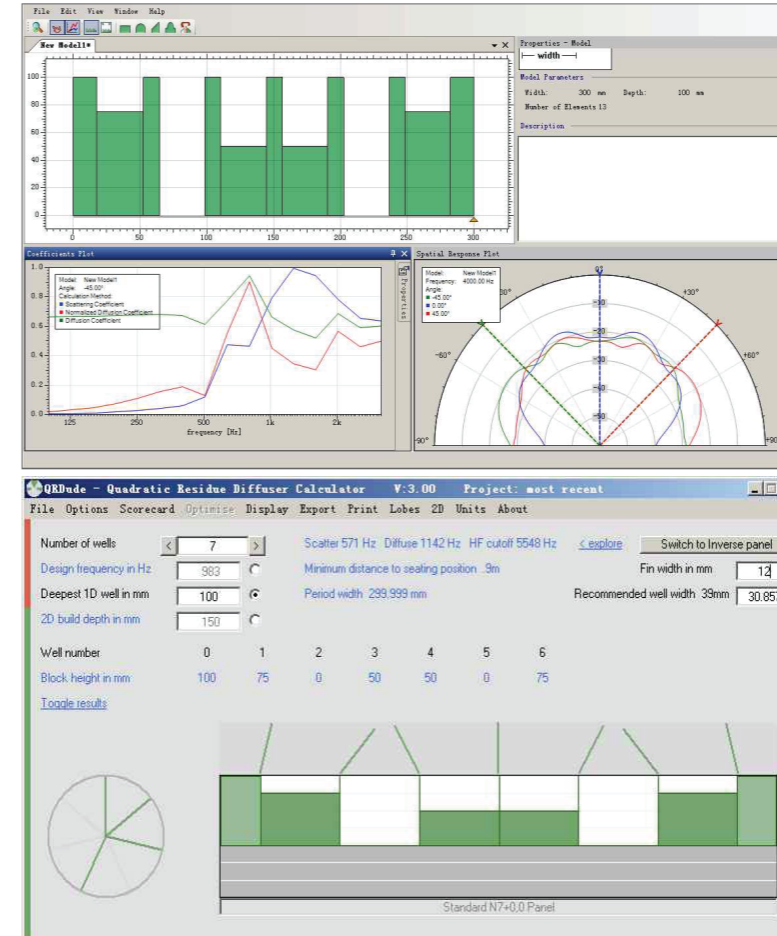 File Edit View Window Help
New Model1*
Properties - Model
width
Model Parameters
Width: 300 mm Depth: 100 mm
Number of Elements 13
Description
100
80
60
40
20
0
0 50 100 150 200 250 300
Coefficients Plot
Properties
Model: New Model1
Angle: -45.00°
Calculation Method:
Scattering Coefficient
Normalized Diffusion Coefficient
Diffusion Coefficient
1.0
0.8
0.6
0.4
0.2
0.0
125 250 500 1k 2k
frequency [Hz]
Spatial Response Plot
Model: New Model1
Frequency: 4000.00 Hz
Angle:
-45.00°
0.00°
45.00°
+30°
-60° +60°
-90°
QRDude - Quadratic Residue Diffuser Calculator V:3.00 Project: most recent
File Options Scorecard Optimise Display Export Print Lobes 2D Units About
Number of wells < 7 > Scatter 571 Hz Diffuse 1142 Hz HF cutoff 5548 Hz < explore Switch to Inverse panel
Design frequency in Hz 983 Minimum distance to seating position .9m Fin width in mm 12
Deepest 1D well in mm 100 Period width 299.999 mm Recommended well width 39mm 30.857
2D build depth in mm 150
Well number 0 1 2 3 4 5 6
Block height in mm 100 75 0 50 50 0 75
Toggle results
Standard N7+0,0 Panel